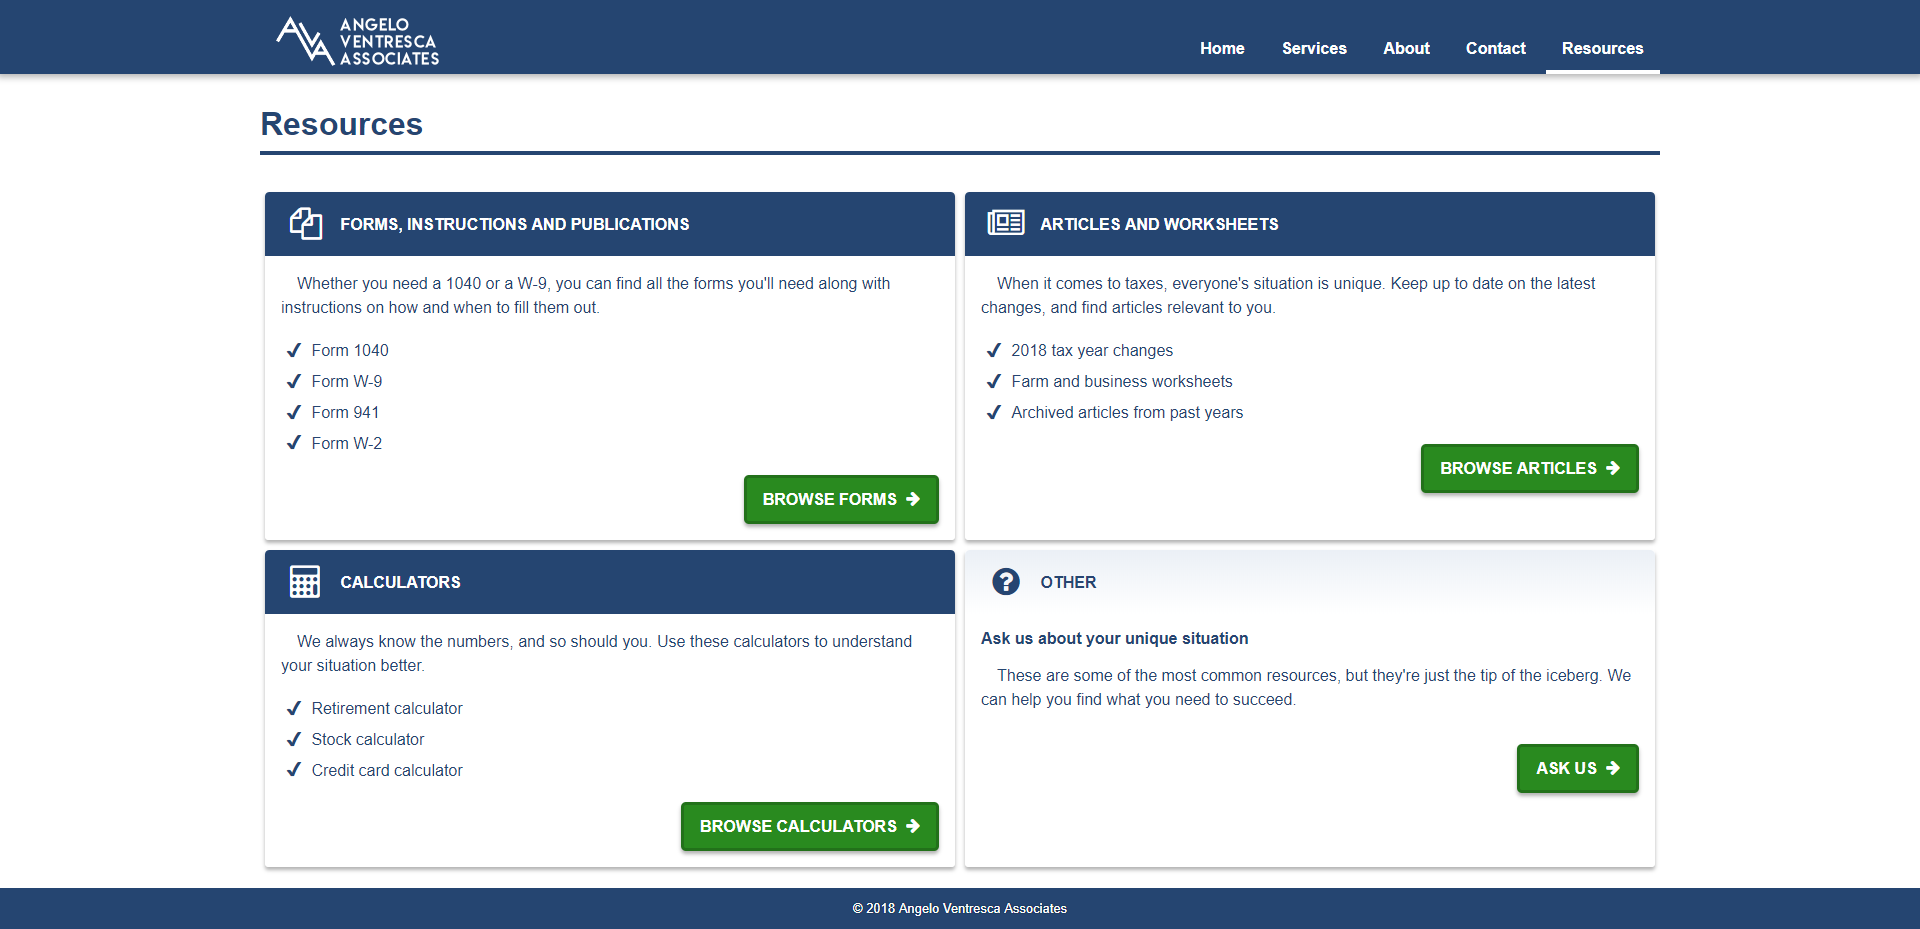 ANGELO
VENTRESCA
ASSOCIATES
Home Services About Contact Resources
Resources
FORMS, INSTRUCTIONS AND PUBLICATIONS
Whether you need a 1040 or a W-9, you can find all the forms you'll need along with
instructions on how and when to fill them out.
Form 1040
Form W-9
Form 941
Form W-2
BROWSE FORMS
ARTICLES AND WORKSHEETS
When it comes to taxes, everyone's situation is unique. Keep up to date on the latest
changes, and find articles relevant to you.
2018 tax year changes
Farm and business worksheets
Archived articles from past years
BROWSE ARTICLES
CALCULATORS
We always know the numbers, and so should you. Use these calculators to understand
your situation better.
Retirement calculator
Stock calculator
Credit card calculator
BROWSE CALCULATORS
OTHER
Ask us about your unique situation
These are some of the most common resources, but they're just the tip of the iceberg. We
can help you find what you need to succeed.
ASK US
© 2018 Angelo Ventresca Associates